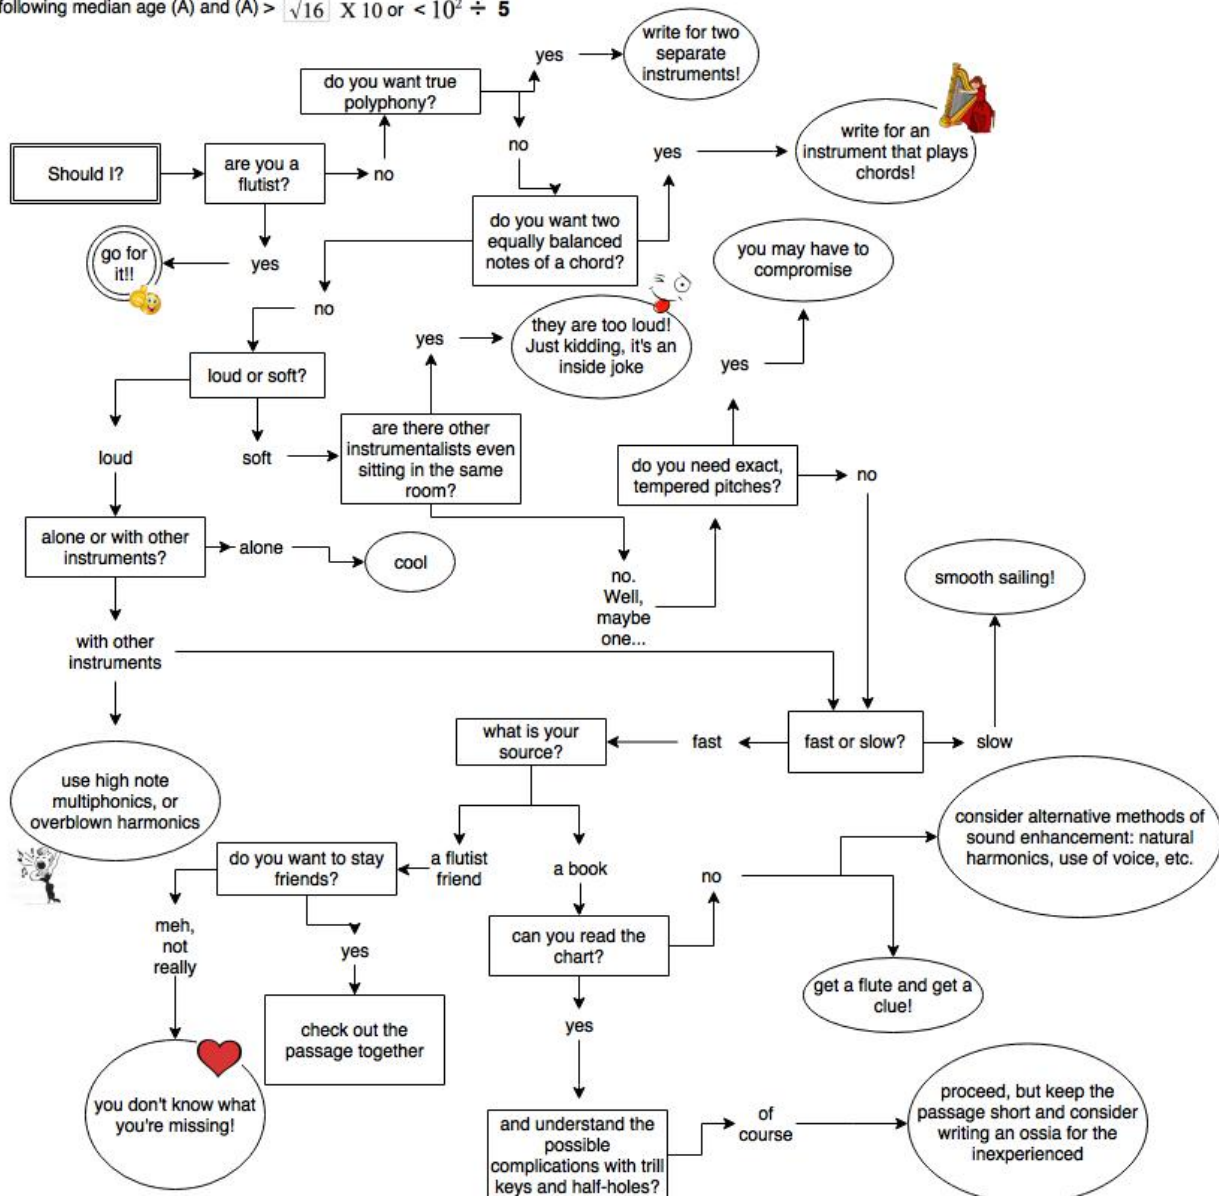 following median age (A) and (A) > √16 X 10 or < 10² ÷ 5
yes
write for two
separate
instruments!
do you want true
polyphony?
no
yes
write for an
instrument that plays
chords!
Should I?
are you a
flutist?
no
do you want two
equally balanced
notes of a chord?
you may have to
compromise
go for
it!!
yes
no
yes
they are too loud!
Just kidding, it's an
inside joke
yes
loud or soft?
loud
soft
are there other
instrumentalists even
sitting in the same
room?
do you need exact,
tempered pitches?
no
alone or with other
instruments?
alone
cool
no.
Well,
maybe
one...
smooth sailing!
with other
instruments
what is your
source?
fast
fast or slow?
slow
use high note
multiphonics, or
overblown harmonics
consider alternative methods of
sound enhancement: natural
harmonics, use of voice, etc.
do you want to stay
friends?
a flutist
friend
a book
no
meh,
not
really
yes
can you read the
chart?
get a flute and get a
clue!
check out the
passage together
yes
you don't know what
you're missing!
and understand the
possible
complications with trill
keys and half-holes?
of
course
proceed, but keep the
passage short and consider
writing an ossia for the
inexperienced